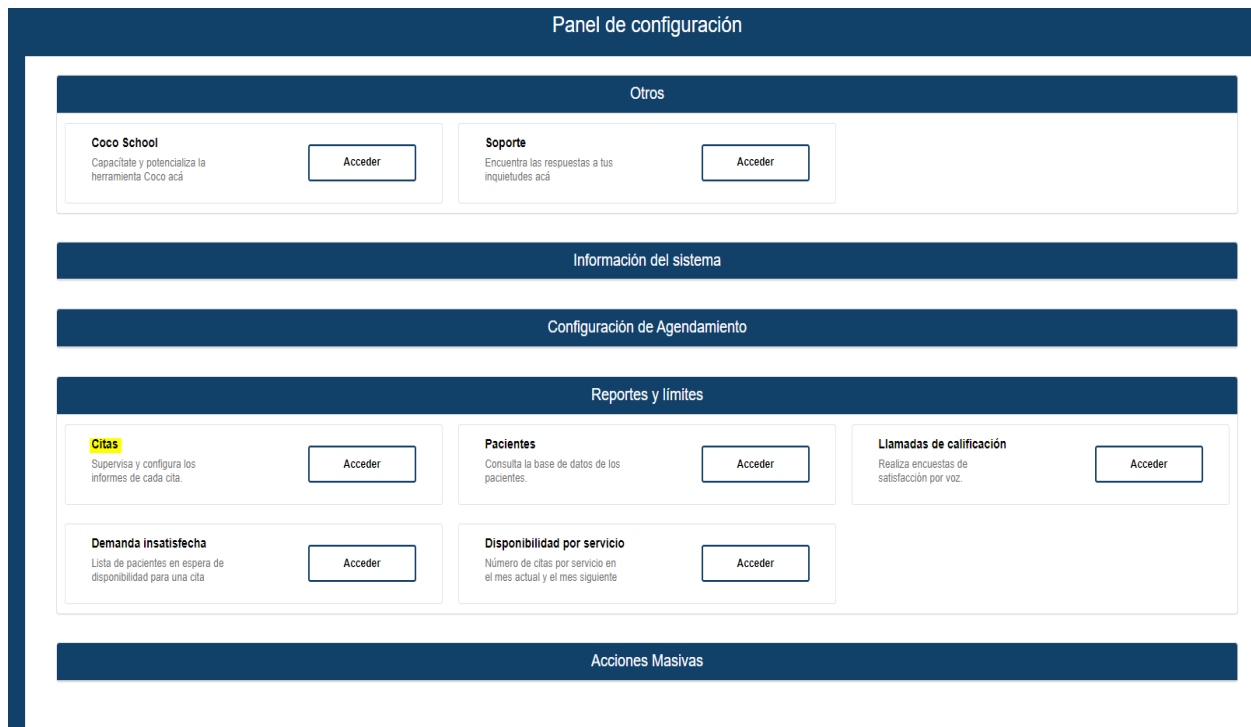 Panel de configuración
Otros
Coco School
Capacítate y potencializa la
herramienta Coco acá
Acceder
Soporte
Encuentra las respuestas a tus
inquietudes acá
Acceder
Información del sistema
Configuración de Agendamiento
Reportes y límites
Citas
Supervisa y configura los
informes de cada cita.
Acceder
Pacientes
Consulta la base de datos de los
pacientes.
Acceder
Llamadas de calificación
Realiza encuestas de
satisfacción por voz.
Acceder
Demanda insatisfecha
Lista de pacientes en espera de
disponibilidad para una cita
Acceder
Disponibilidad por servicio
Número de citas por servicio en
el mes actual y el mes siguiente
Acceder
Acciones Masivas